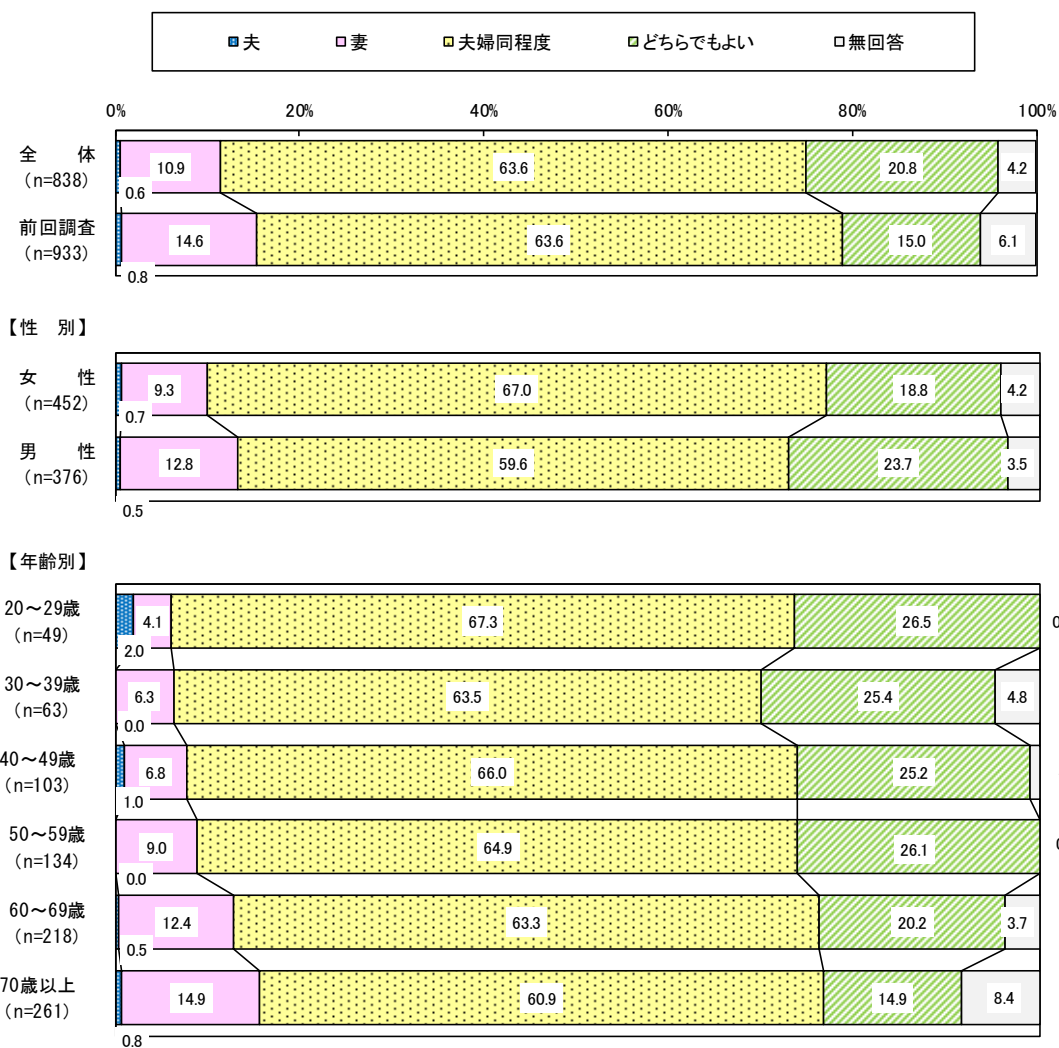 夫 妻 夫婦同程度 どちらでもよい 無回答
0% 20% 40% 60% 80% 100%
全 体
(n=838)
10.9 63.6 20.8 4.2
0.6
前回調査
(n=933)
14.6 63.6 15.0 6.1
0.8
【性 別】
女 性
(n=452)
9.3 67.0 18.8 4.2
0.7
男 性
(n=376)
12.8 59.6 23.7 3.5
0.5
【年齢別】
20～29歳
(n=49)
4.1 67.3 26.5
2.0
30～39歳
(n=63)
6.3 63.5 25.4 4.8
0.0
40～49歳
(n=103)
6.8 66.0 25.2
1.0
50～59歳
(n=134)
9.0 64.9 26.1
0.0
60～69歳
(n=218)
12.4 63.3 20.2 3.7
0.5
70歳以上
(n=261)
14.9 60.9 14.9 8.4
0.8